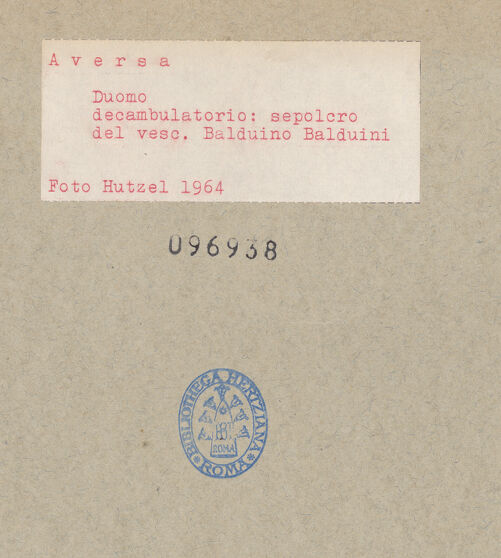 A v e r s a
Duomo
decambulatorio: sepolcro
del vesc. Balduino Balduini
Foto Hutzel 1964
096938
BIBLIOTHECA HERTZIANA
ROMA
* ROMA *